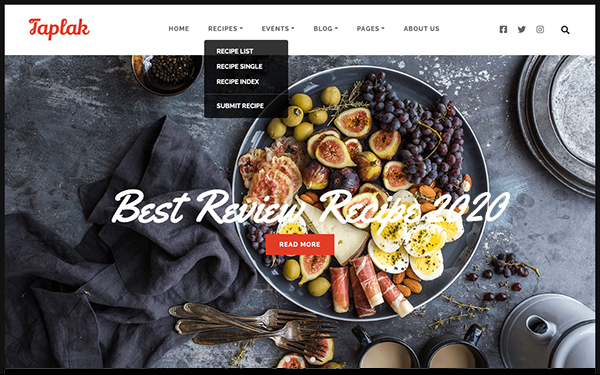 Taplak
HOME RECIPES EVENTS BLOG PAGES ABOUT US
RECIPE LIST
RECIPE SINGLE
RECIPE INDEX
SUBMIT RECIPE
Best Review Recipe 2020
READ MORE